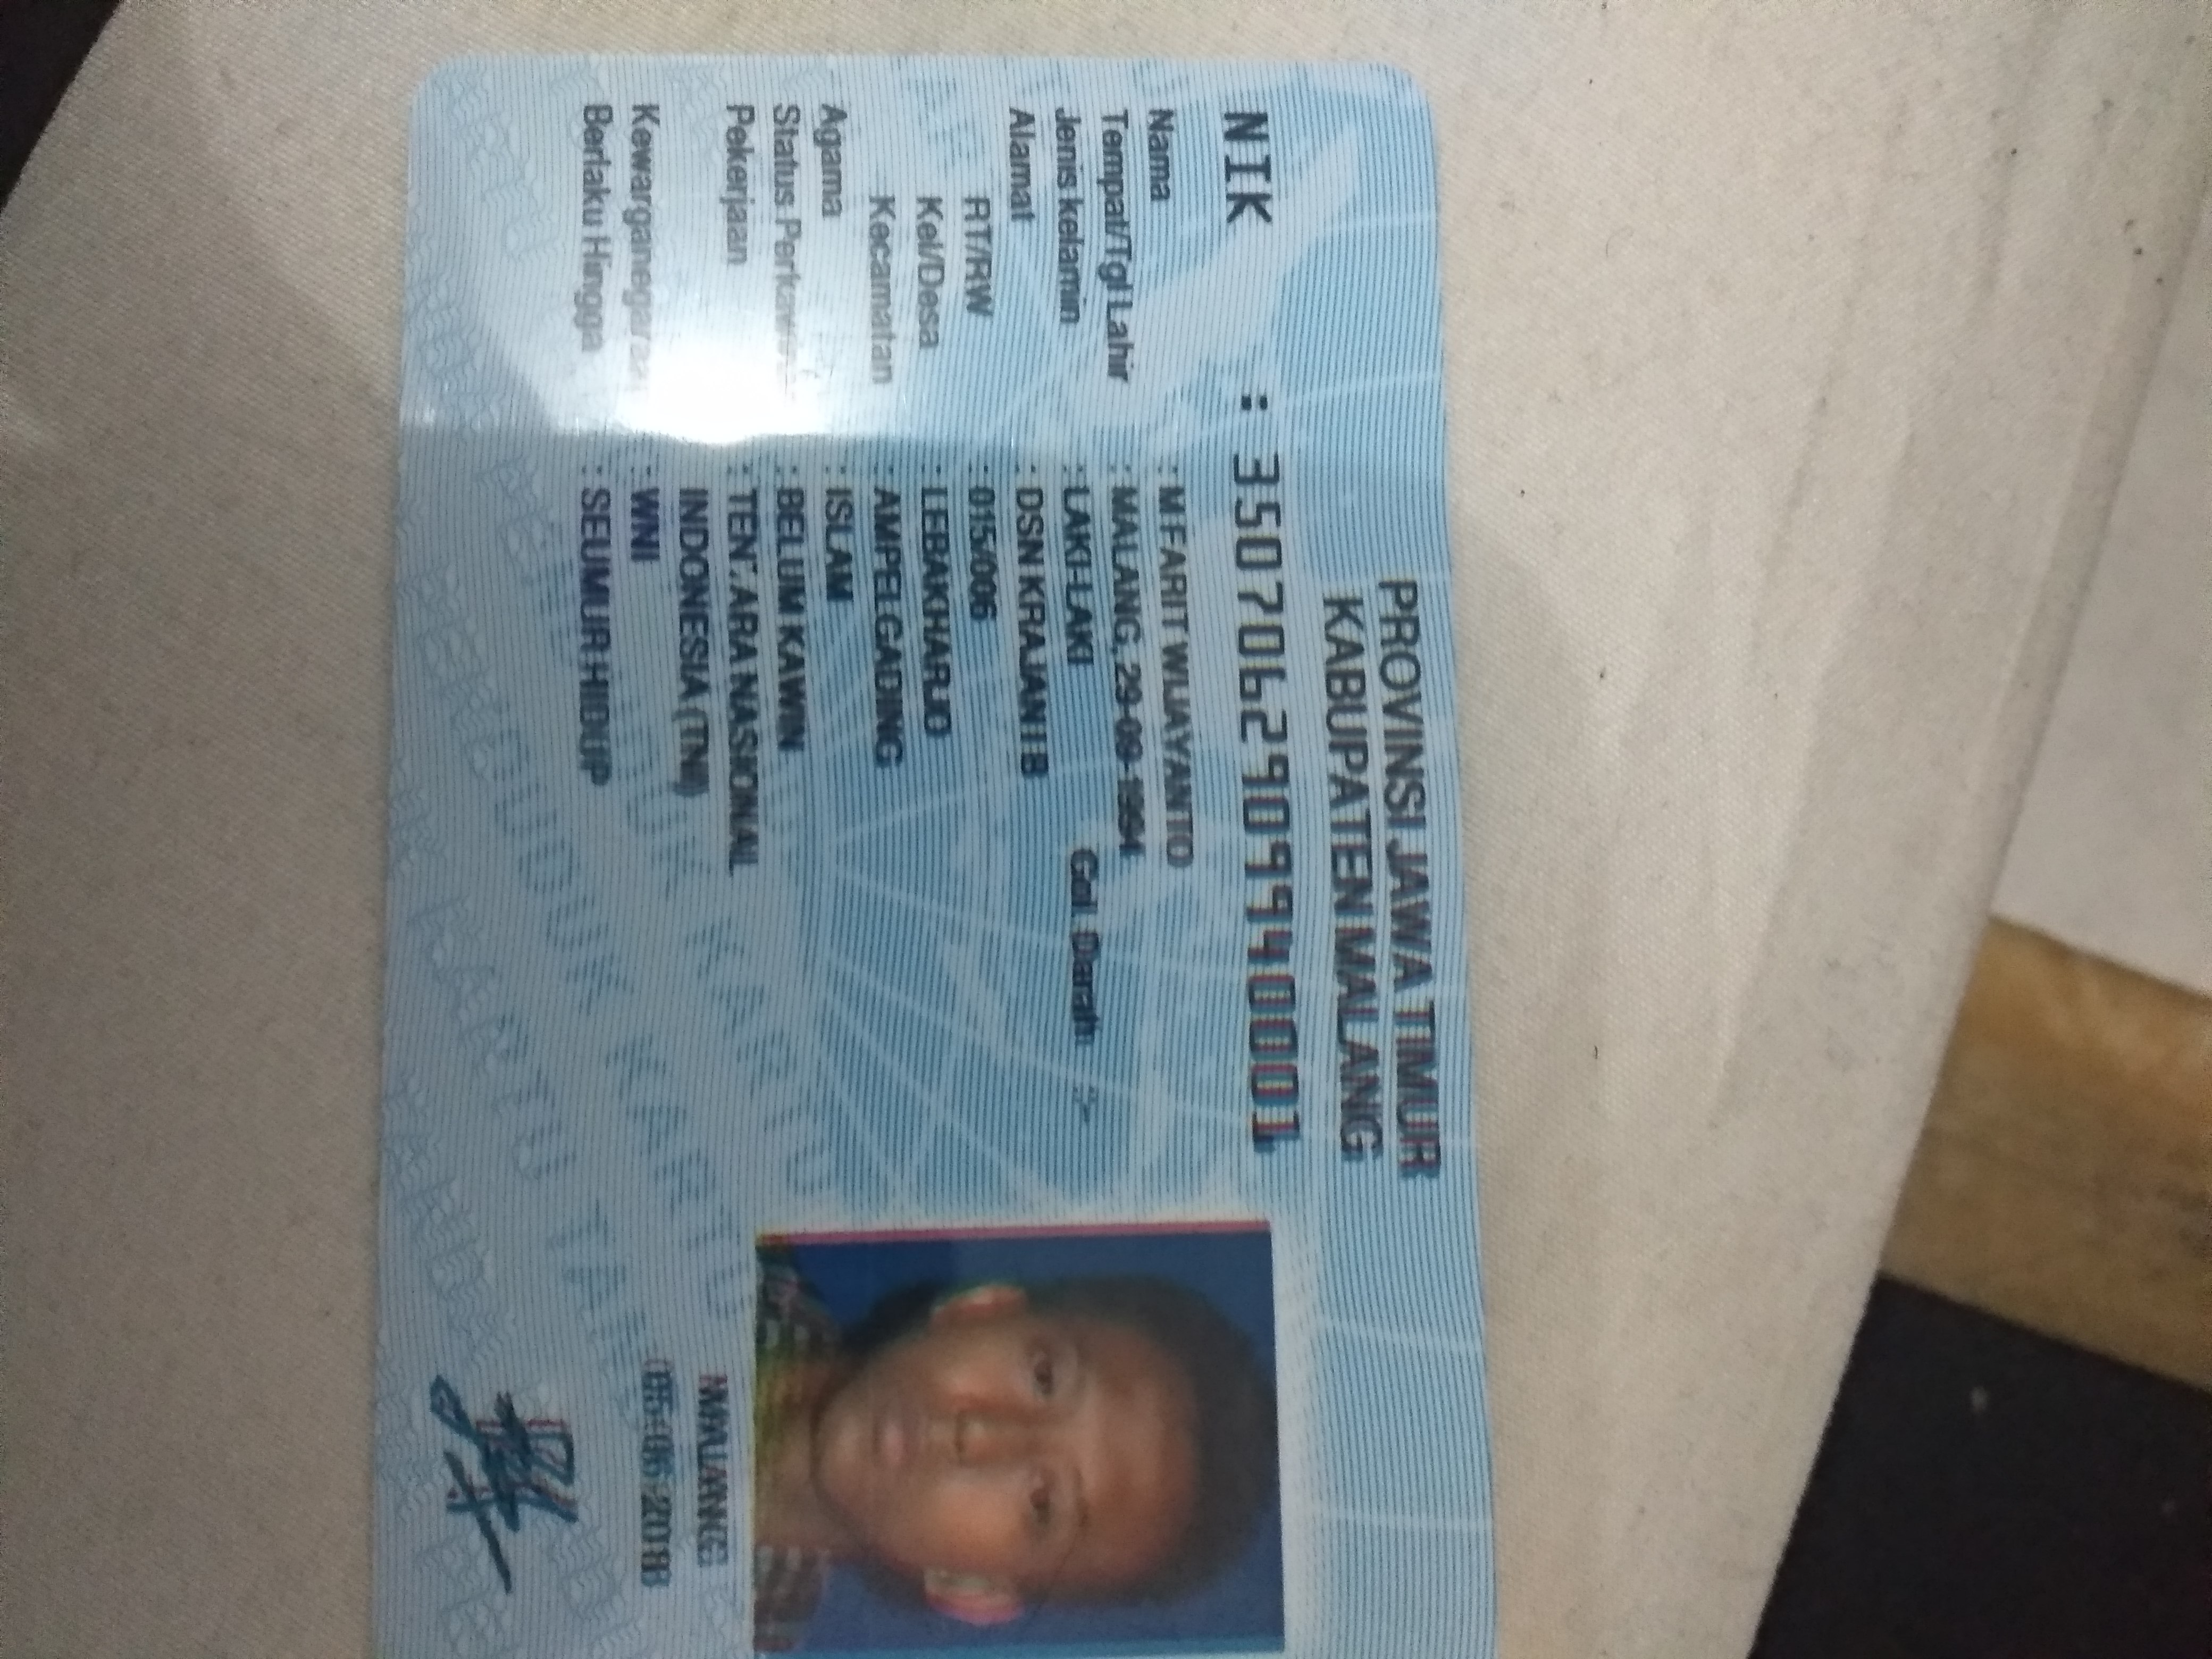 PROVINSI JAWA TIMUR
KABUPATEN MALANG
NIK : 3507062909940001
Nama : M FARIT WIJAYANTO
Tempat/Tgl Lahir : MALANG, 29-09-1994
Jenis kelamin : LAKI-LAKI Gol. Darah :-
Alamat : DSN KRAJAN I B
RT/RW : 015/006
Kel/Desa : LEBAKHARJO
Kecamatan : AMPELGADING
Agama : ISLAM
Status Perkawinan : BELUM KAWIN
Pekerjaan : TENTARA NASIONAL
INDONESIA (TNI)
Kewarganegaraan : WNI
Berlaku Hingga : SEUMUR HIDUP
MALANG
05-06-2018